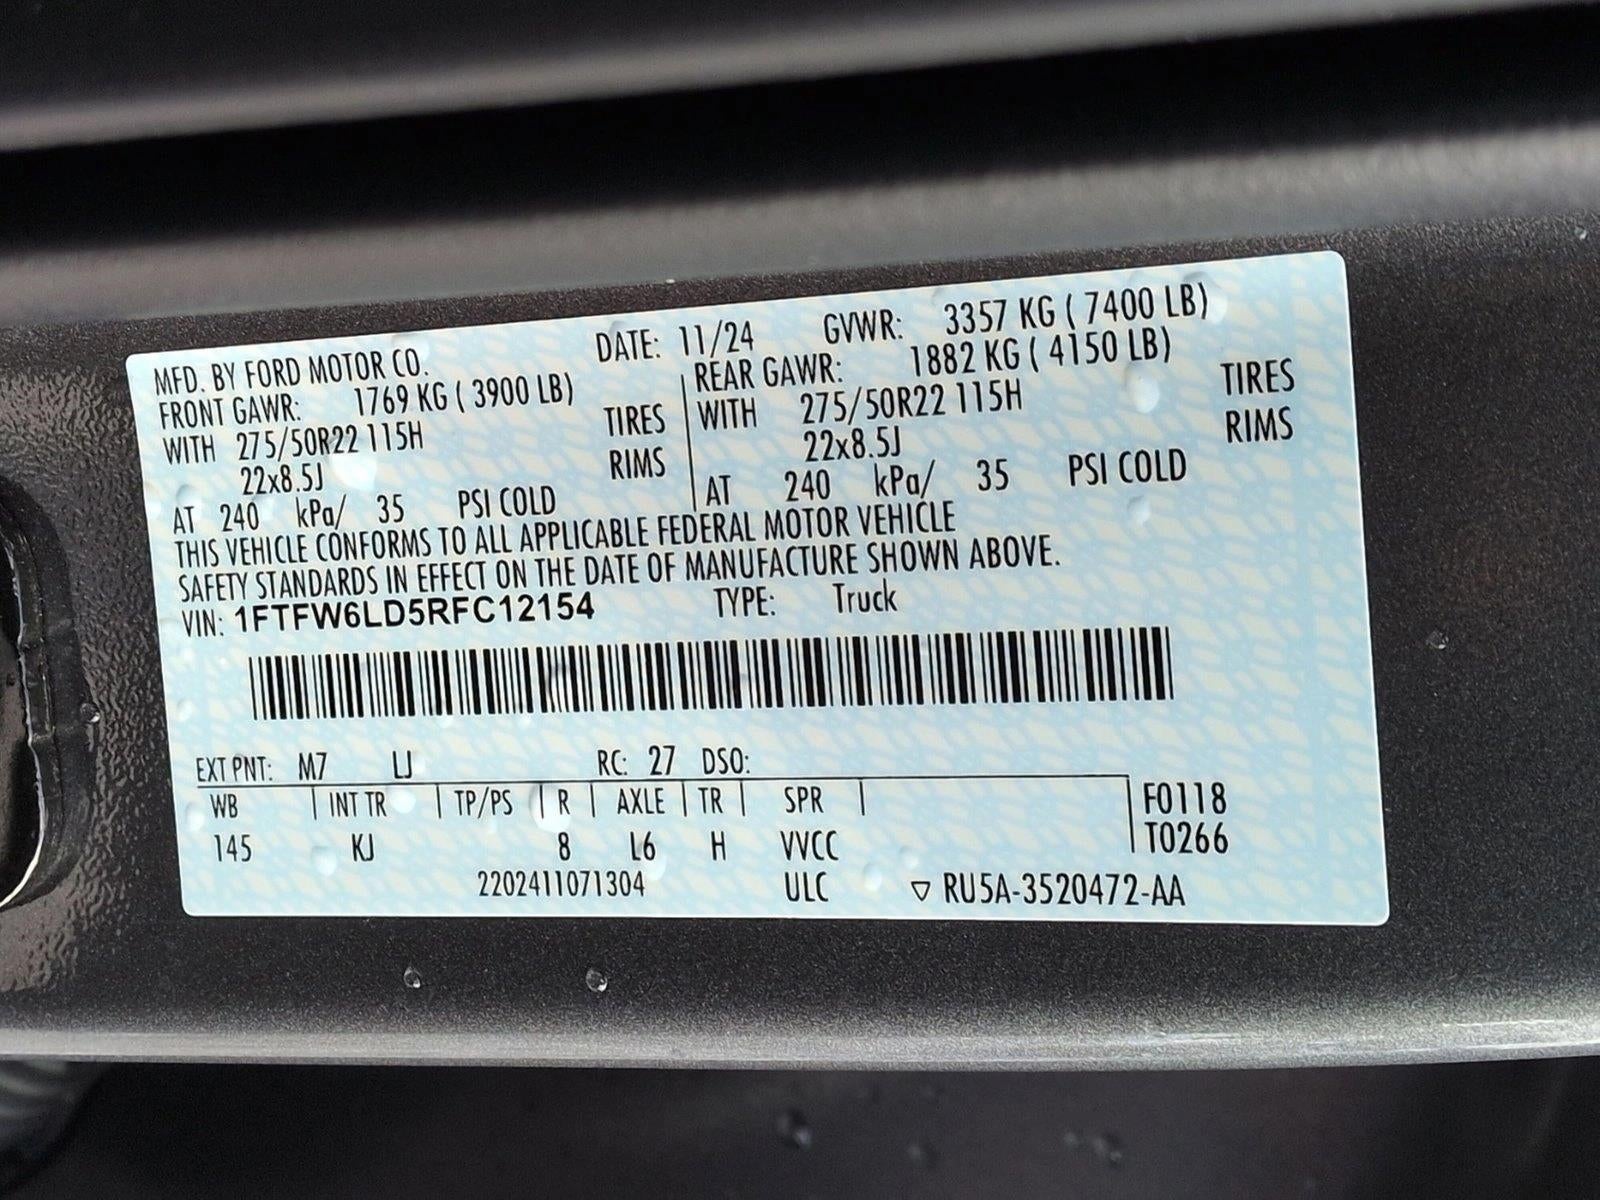 MFD. BY FORD MOTOR CO. DATE: 11/24 GVWR: 3357 KG ( 7400 LB)
FRONT GAWR: 1769 KG ( 3900 LB) REAR GAWR: 1882 KG ( 4150 LB)
WITH 275/50R22 115H TIRES WITH 275/50R22 115H TIRES
22x8.5J RIMS 22x8.5J RIMS
AT 240 kPa/ 35 PSI COLD AT 240 kPa/ 35 PSI COLD
THIS VEHICLE CONFORMS TO ALL APPLICABLE FEDERAL MOTOR VEHICLE
SAFETY STANDARDS IN EFFECT ON THE DATE OF MANUFACTURE SHOWN ABOVE.
VIN: 1FTFW6LD5RFC12154 TYPE: Truck
EXT PNT: M7 LJ RC: 27 DSO:
WB INT TR TP/PS R AXLE TR SPR F0118
145 KJ 8 L6 H VVCC T0266
2202411071304 ULC ▽ RU5A-3520472-AA